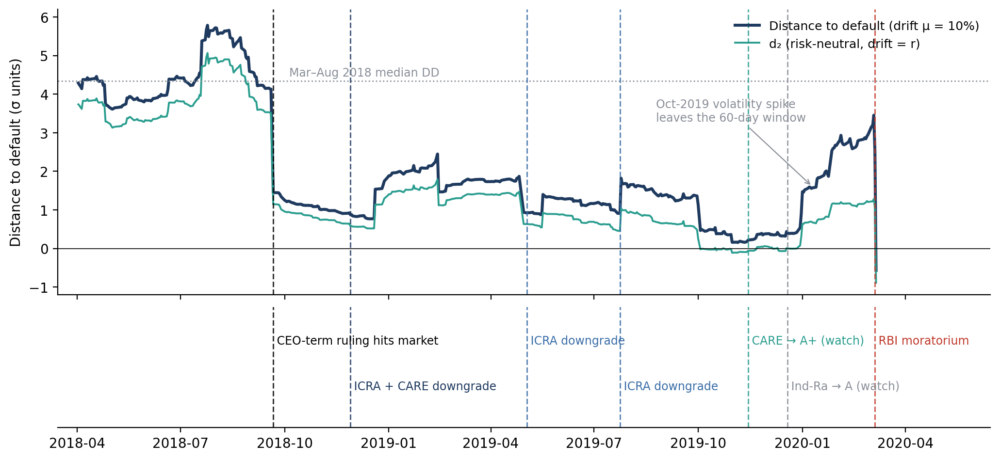 Distance to default (σ units)
6
5
4
3
2
1
0
−1
Distance to default (drift μ = 10%)
d₂ (risk-neutral, drift = r)
Mar–Aug 2018 median DD
Oct-2019 volatility spike
leaves the 60-day window
CEO-term ruling hits market
ICRA downgrade
CARE → A+ (watch)
RBI moratorium
ICRA + CARE downgrade
ICRA downgrade
Ind-Ra → A (watch)
2018-04
2018-07
2018-10
2019-01
2019-04
2019-07
2019-10
2020-01
2020-04